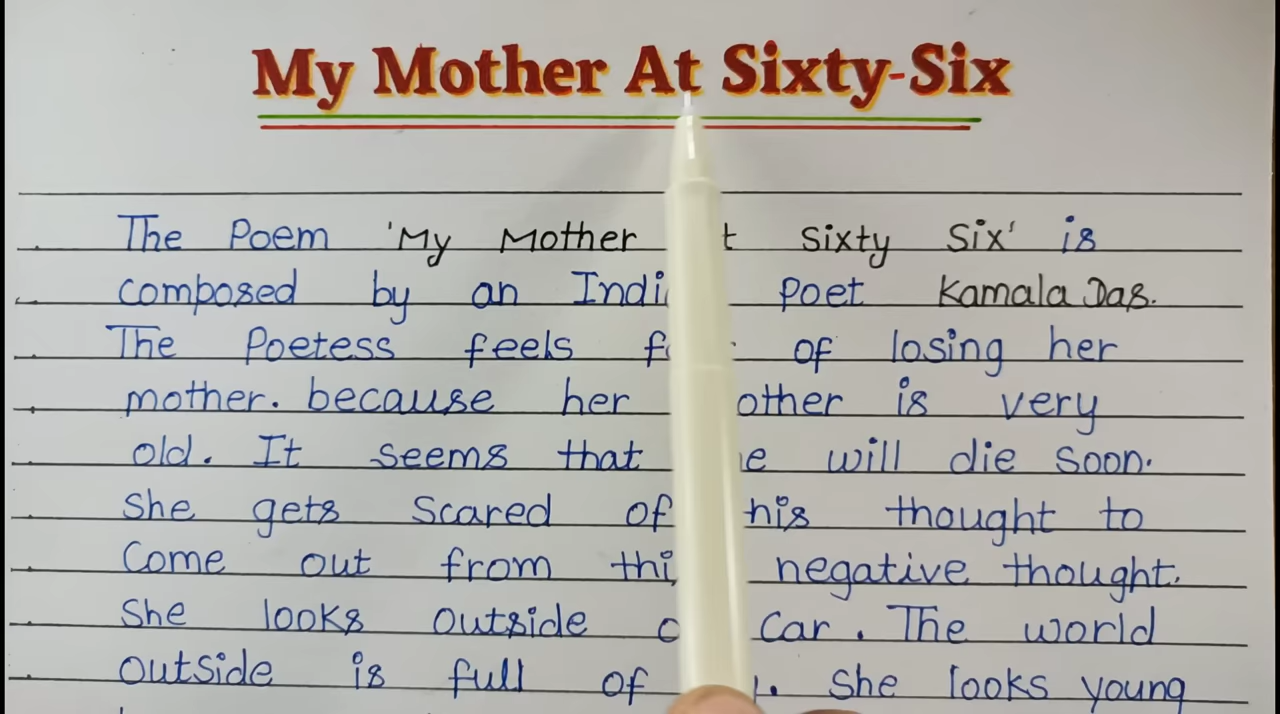 My Mother At Sixty-Six
The Poem 'My Mother t Sixty Six' is
composed by an Indi Poet Kamala Das.
The Poetess feels of losing her
mother. because her other is very
old. It seems that e will die soon.
She gets Scared of his thought to
Come out from thi negative thought.
She looks outside Car. The world
outside is full of She looks young